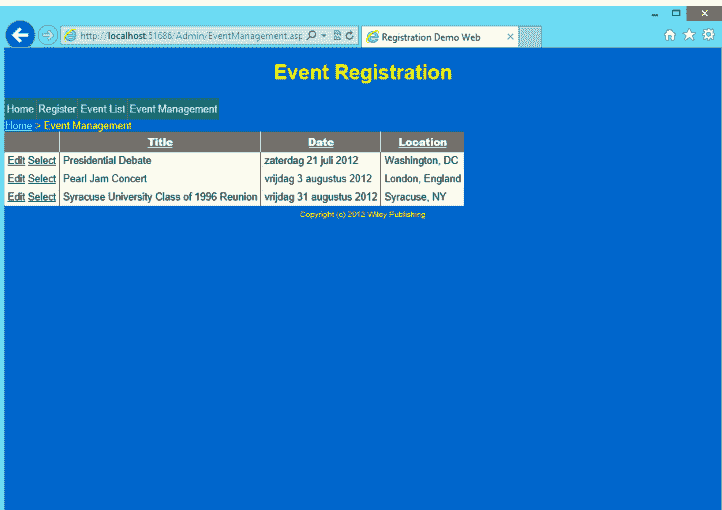 http://localhost:51686/Admin/EventManagement.asp
Registration Demo Web
Event Registration
Home Register Event List Event Management
Home > Event Management
Title Date Location
Edit Select Presidential Debate zaterdag 21 juli 2012 Washington, DC
Edit Select Pearl Jam Concert vrijdag 3 augustus 2012 London, England
Edit Select Syracuse University Class of 1996 Reunion vrijdag 31 augustus 2012 Syracuse, NY
Copyright (c) 2012 Wiley Publishing